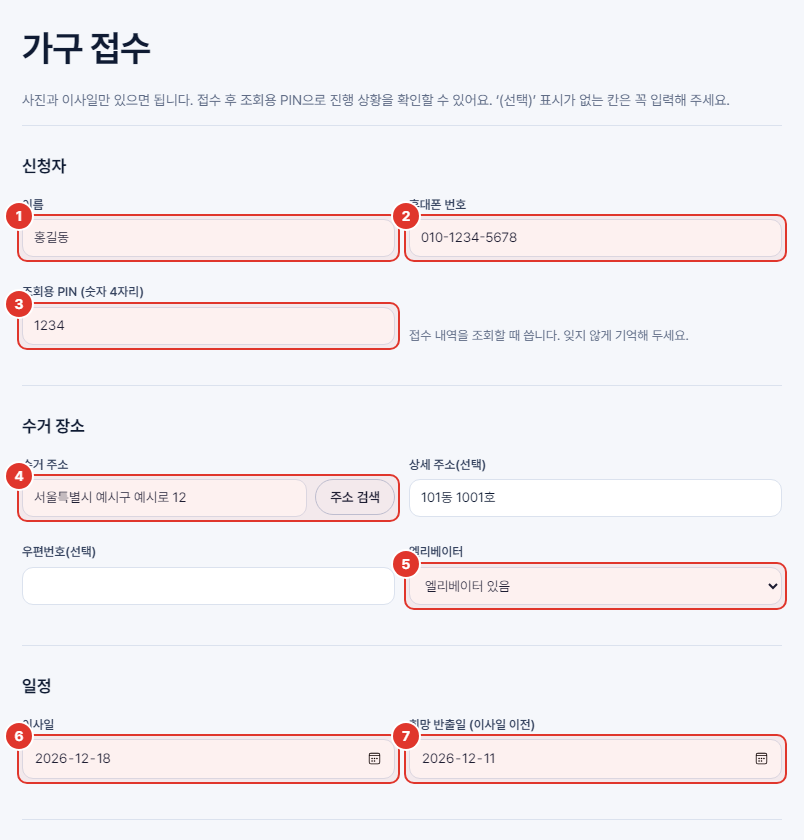 가구 접수
사진과 이사일만 있으면 됩니다. 접수 후 조회용 PIN으로 진행 상황을 확인할 수 있어요. ‘(선택)’ 표시가 없는 칸은 꼭 입력해 주세요.
신청자
이름
1
홍길동
휴대폰 번호
2
010-1234-5678
조회용 PIN (숫자 4자리)
3
1234
접수 내역을 조회할 때 씁니다. 잊지 않게 기억해 두세요.
수거 장소
수거 주소
4
서울특별시 예시구 예시로 12
주소 검색
상세 주소(선택)
101동 1001호
우편번호(선택)
엘리베이터
5
엘리베이터 있음
일정
이사일
6
2026-12-18
희망 반출일 (이사일 이전)
7
2026-12-11